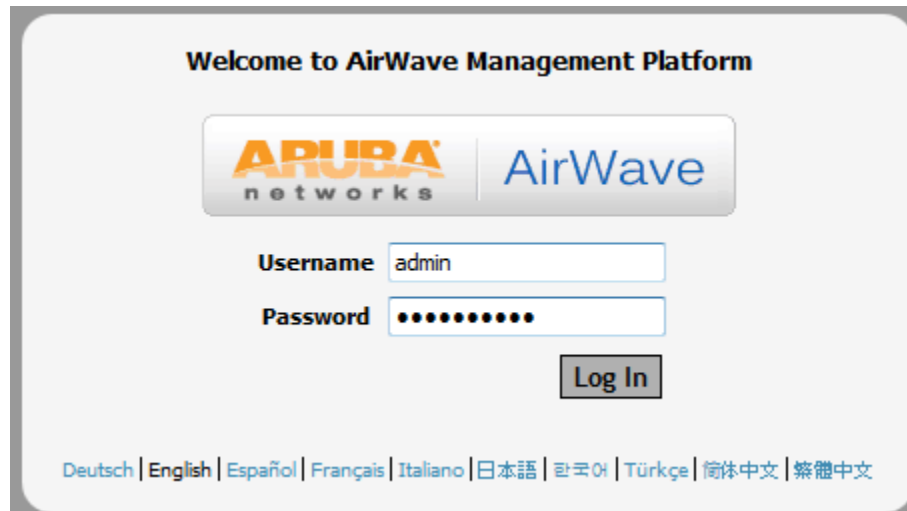 Welcome to AirWave Management Platform
ARUBA networks | AirWave
Username admin
Password ••••••••••
Log In
Deutsch | English | Español | Français | Italiano | 日本語 | 한국어 | Türkçe | 简体中文 | 繁體中文